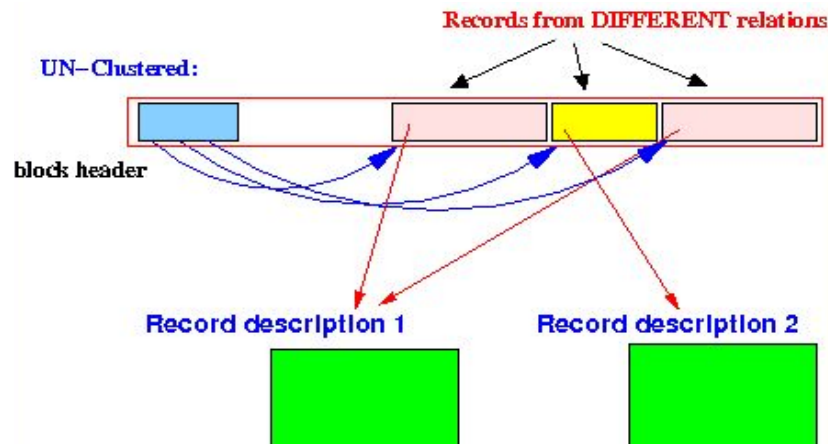 Records from DIFFERENT relations
UN-Clustered:
block header
Record description 1
Record description 2